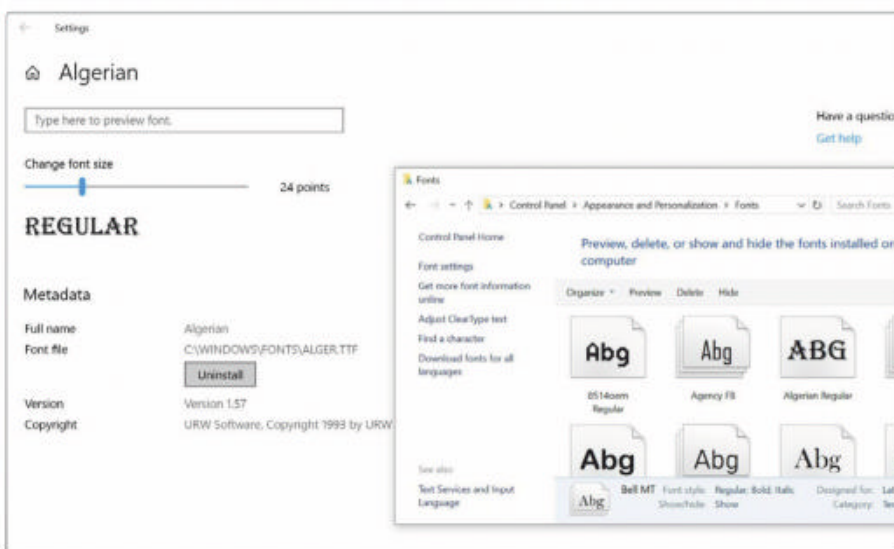 Settings
Algerian
Type here to preview font.
Have a questio
Get help
Change font size
24 points
REGULAR
Metadata
Full name Algerian
Font file C:\WINDOWS\FONTS\ALGER.TTF
Uninstall
Version Version 1.57
Copyright URW Software, Copyright 1993 by URW
Fonts
Control Panel > Appearance and Personalization > Fonts
Search Fonts
Control Panel Home
Font settings
Get more font information
online
Adjust ClearType text
Find a character
Download fonts for all
languages
See also
Text Services and Input
Language
Preview, delete, or show and hide the fonts installed on
computer
Organize Preview Delete Hide
Abg Abg ABG
8514oem
Regular
Agency FB
Algerian Regular
Abg Abg Abg
Abg
Bell MT Font style: Regular; Bold; Italic Designed for: Lat
Show/hide: Show Category: Te